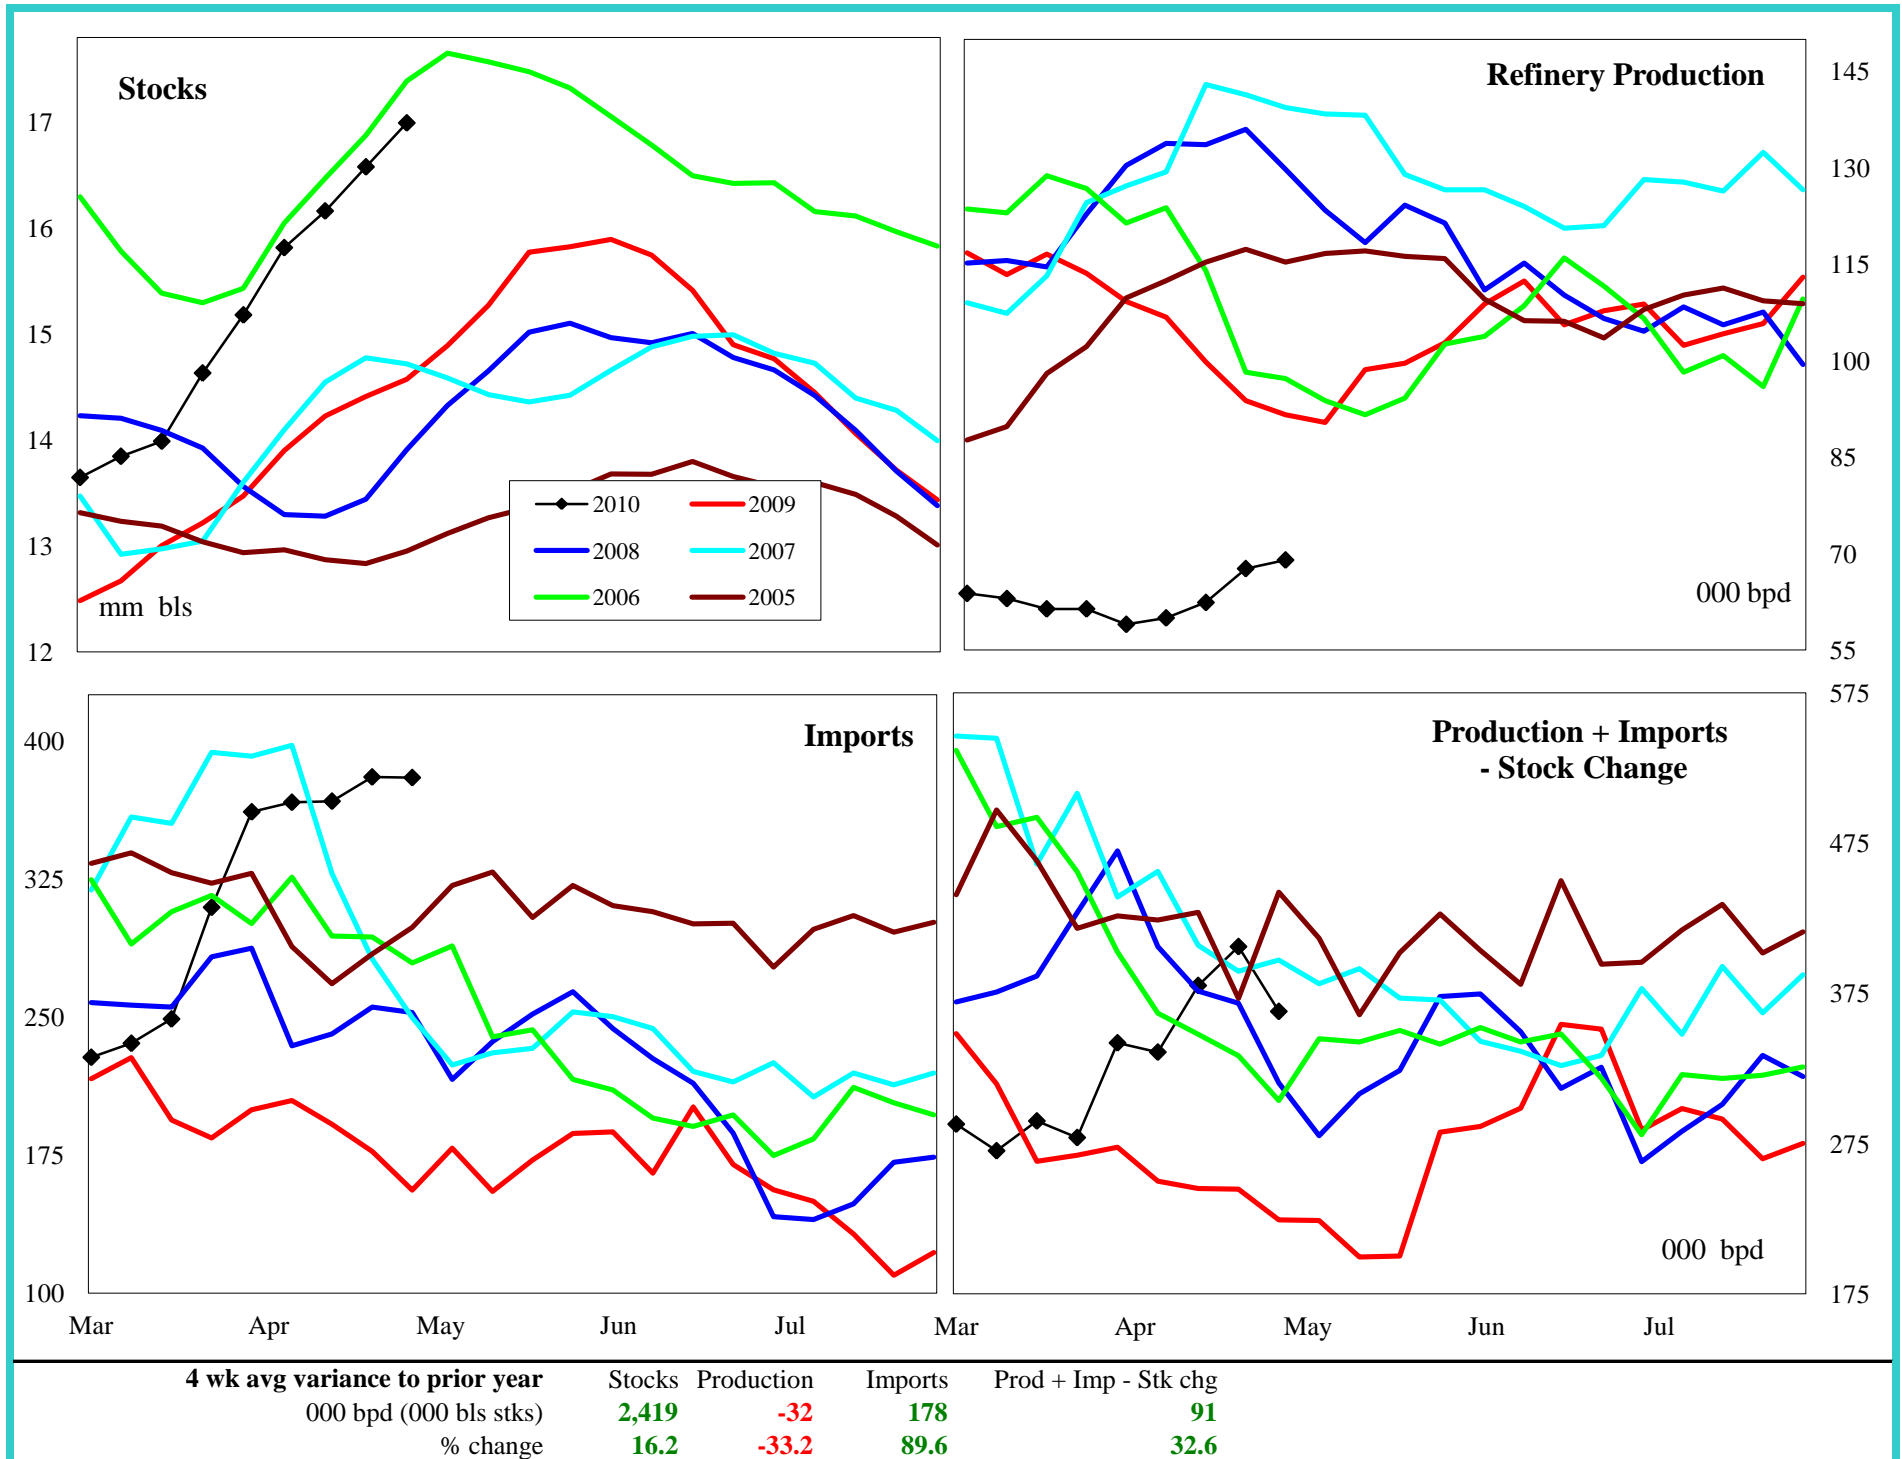 Stocks
17
16
15
14
13
12
mm bls
2010
2009
2008
2007
2006
2005
Refinery Production
145
130
115
100
85
70
55
000 bpd
Imports
400
325
250
175
100
Mar Apr May Jun Jul
Production + Imports
- Stock Change
575
475
375
275
175
000 bpd
Mar Apr May Jun Jul
4 wk avg variance to prior year Stocks Production Imports Prod + Imp - Stk chg
000 bpd (000 bls stks) 2,419 -32 178 91
% change 16.2 -33.2 89.6 32.6